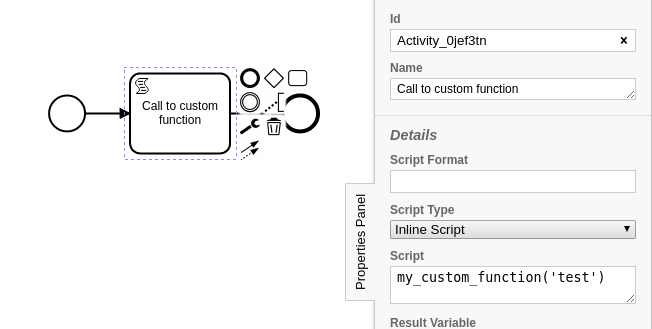 Call to custom
function
Properties Panel
Id
Activity_0jef3tn
Name
Call to custom function
Details
Script Format
Script Type
Inline Script
Script
my_custom_function('test')
Result Variable